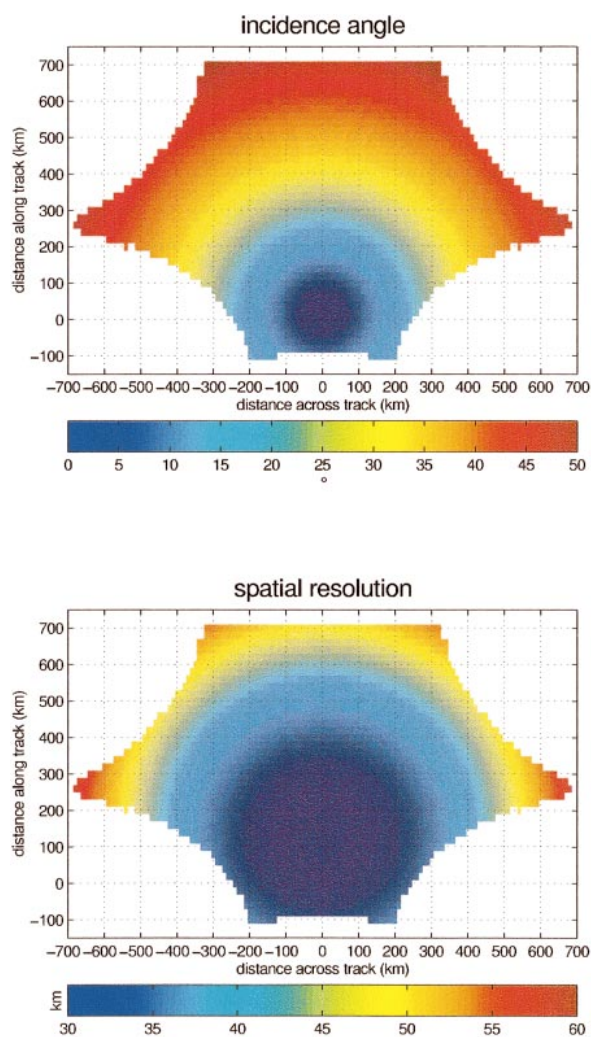 incidence angle
distance along track (km)
700
600
500
400
300
200
100
0
−100
−700 −600 −500 −400 −300 −200 −100 0 100 200 300 400 500 600 700
distance across track (km)
0 5 10 15 20 25 30 35 40 45 50
°
spatial resolution
distance along track (km)
700
600
500
400
300
200
100
0
−100
−700 −600 −500 −400 −300 −200 −100 0 100 200 300 400 500 600 700
distance across track (km)
km
30 35 40 45 50 55 60